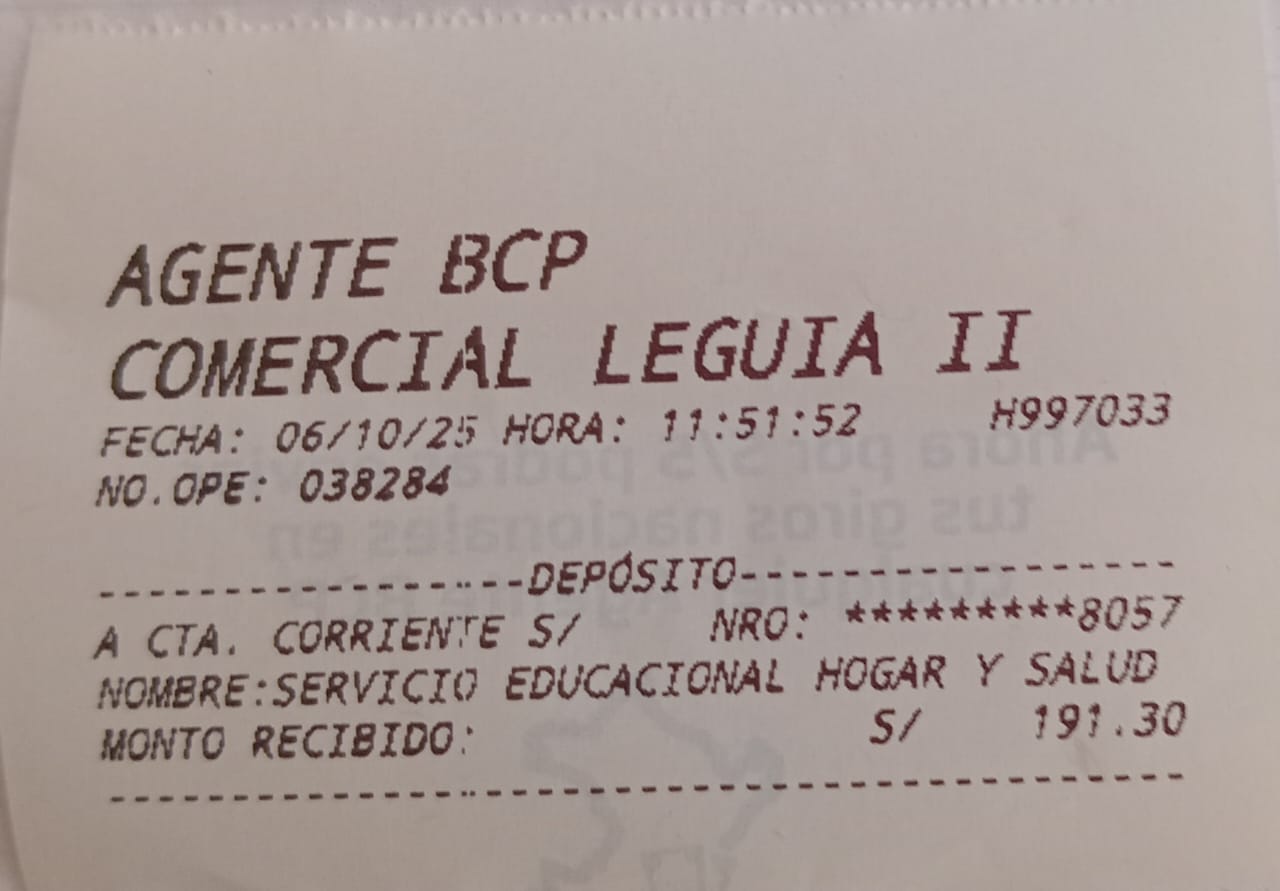 AGENTE BCP
COMERCIAL LEGUIA II
FECHA: 06/10/25 HORA: 11:51:52 H997033
NO.OPE: 038284
-----------------DEPÓSITO-----------------
A CTA. CORRIENTE S/ NRO: *********8057
NOMBRE:SERVICIO EDUCACIONAL HOGAR Y SALUD
MONTO RECIBIDO: S/ 191.30
------------------------------------------